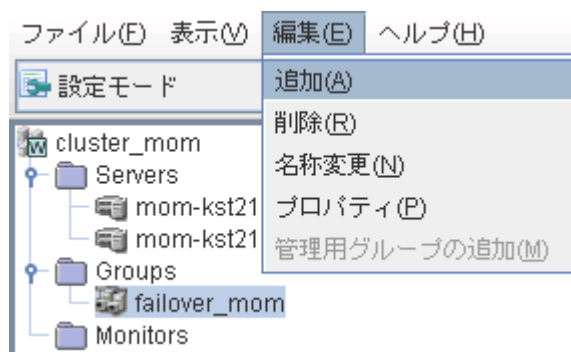 ファイル(F) 表示(V) 編集(E) ヘルプ(H)
設定モード
追加(A)
削除(R)
名称変更(N)
プロパティ(P)
管理用グループの追加(M)
cluster_mom
Servers
mom-kst21
mom-kst21
Groups
failover_mom
Monitors